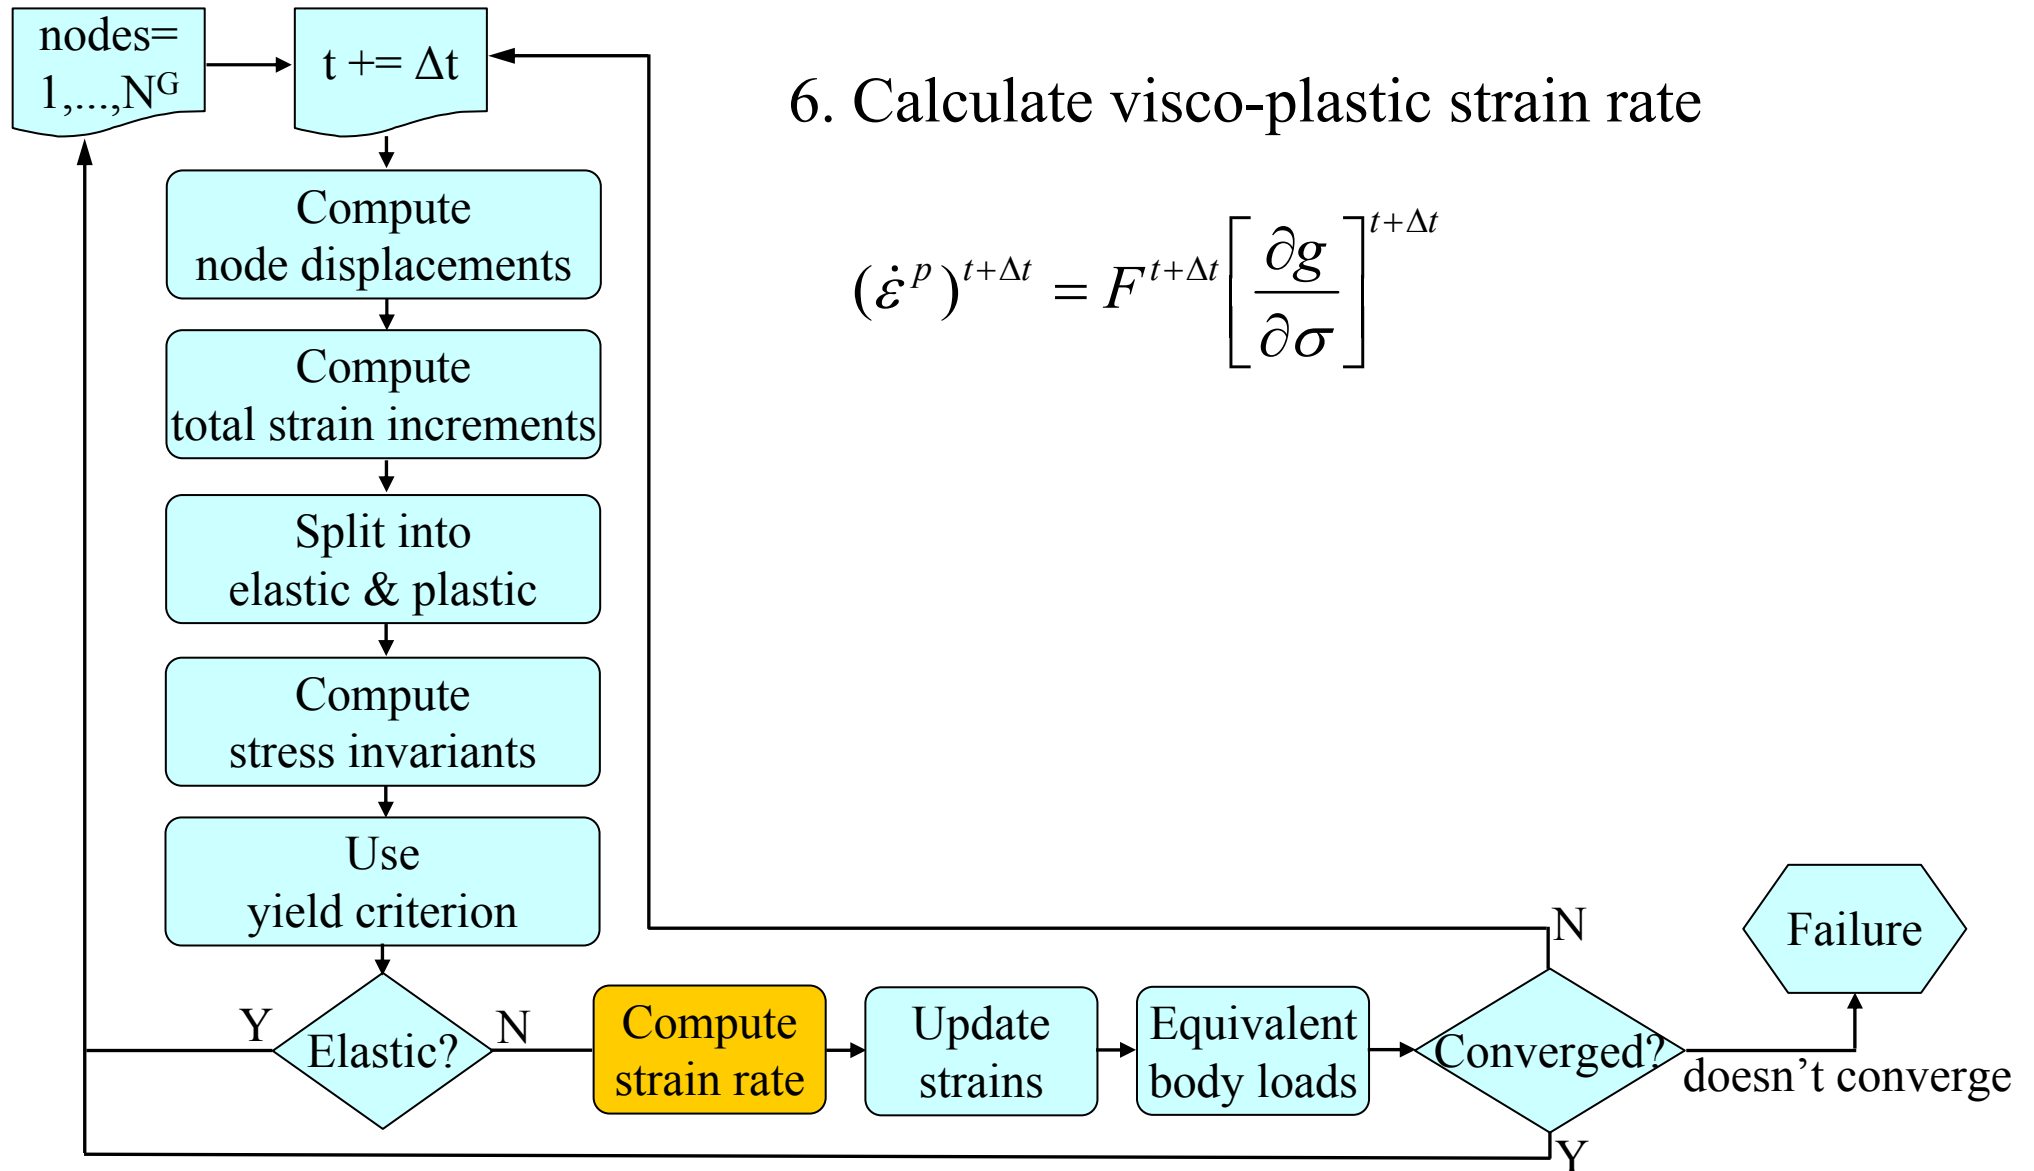 nodes=
1,...,Nᴳ
t += Δt
6. Calculate visco-plastic strain rate
(ε̇ᵖ)^{t+Δt} = F^{t+Δt} [∂g/∂σ]^{t+Δt}
Compute
node displacements
Compute
total strain increments
Split into
elastic & plastic
Compute
stress invariants
Use
yield criterion
Elastic?
Y
N
Compute
strain rate
Update
strains
Equivalent
body loads
Converged?
N
Y
doesn’t converge
Failure